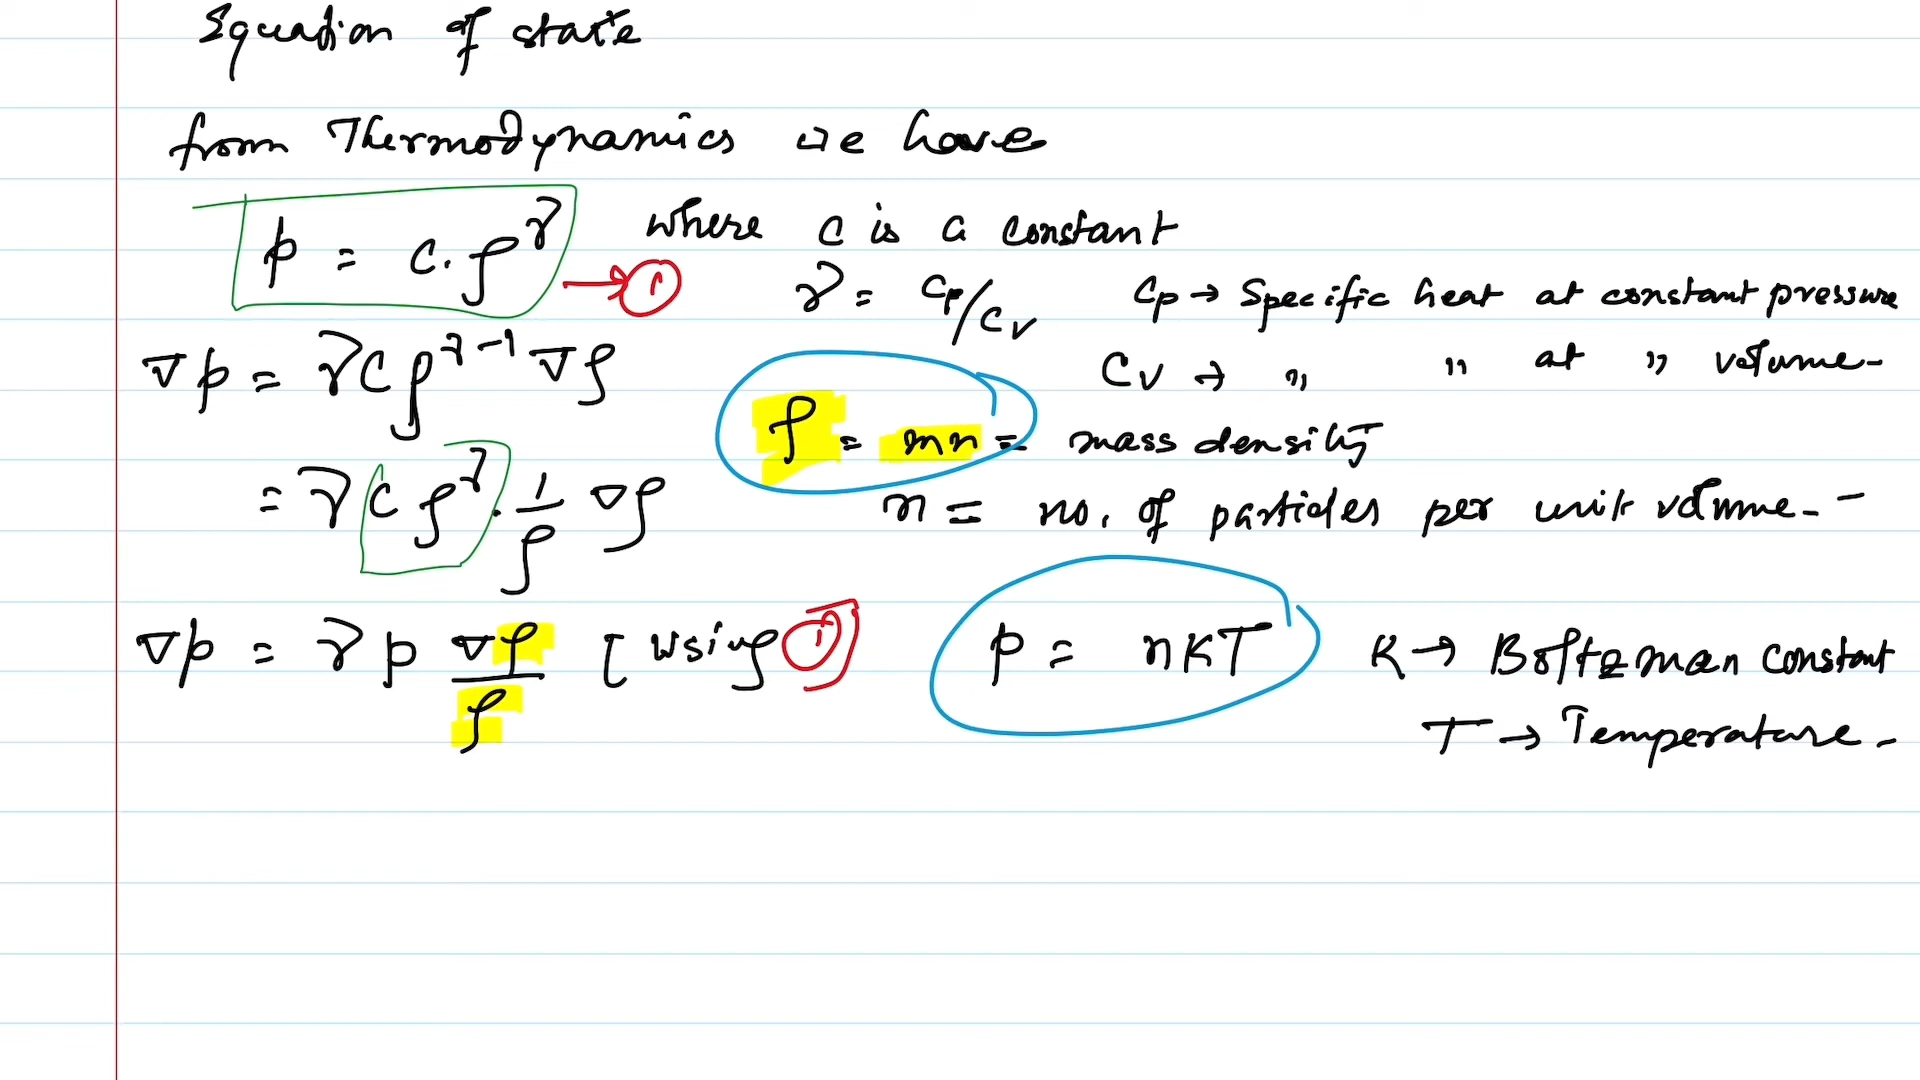 Equation of state
from Thermodynamics we have
p = c. ρ^γ → ① where c is a constant
γ = Cp/Cv Cp → Specific heat at constant pressure
∇p = γ c ρ^γ-1 ∇ρ Cv → " " at " volume-
ρ = mn = mass density
= γ c ρ^γ . 1/ρ ∇ρ n = no. of particles per unit volume. -
∇p = γ p ∇ρ/ρ [ using ① p = nKT K → Boltzman constant
T → Temperature -